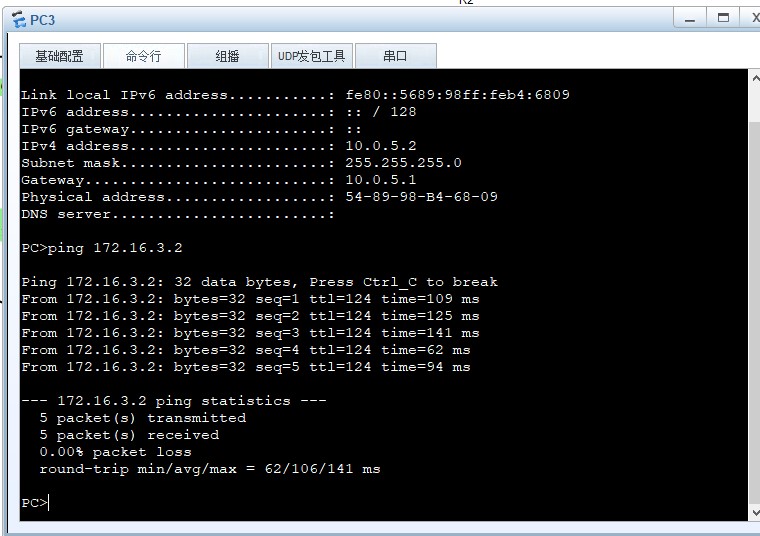 R2
PC3
基础配置 命令行 组播 UDP发包工具 串口
Link local IPv6 address...........: fe80::5689:98ff:feb4:6809
IPv6 address......................: :: / 128
IPv6 gateway......................: ::
IPv4 address......................: 10.0.5.2
Subnet mask.......................: 255.255.255.0
Gateway...........................: 10.0.5.1
Physical address..................: 54-89-98-B4-68-09
DNS server........................:
PC>ping 172.16.3.2
Ping 172.16.3.2: 32 data bytes, Press Ctrl_C to break
From 172.16.3.2: bytes=32 seq=1 ttl=124 time=109 ms
From 172.16.3.2: bytes=32 seq=2 ttl=124 time=125 ms
From 172.16.3.2: bytes=32 seq=3 ttl=124 time=141 ms
From 172.16.3.2: bytes=32 seq=4 ttl=124 time=62 ms
From 172.16.3.2: bytes=32 seq=5 ttl=124 time=94 ms
--- 172.16.3.2 ping statistics ---
5 packet(s) transmitted
5 packet(s) received
0.00% packet loss
round-trip min/avg/max = 62/106/141 ms
PC>